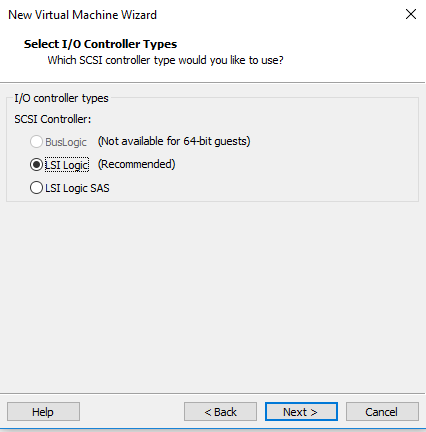 New Virtual Machine Wizard
Select I/O Controller Types
Which SCSI controller type would you like to use?
I/O controller types
SCSI Controller:
BusLogic (Not available for 64-bit guests)
LSI Logic (Recommended)
LSI Logic SAS
Help < Back Next > Cancel